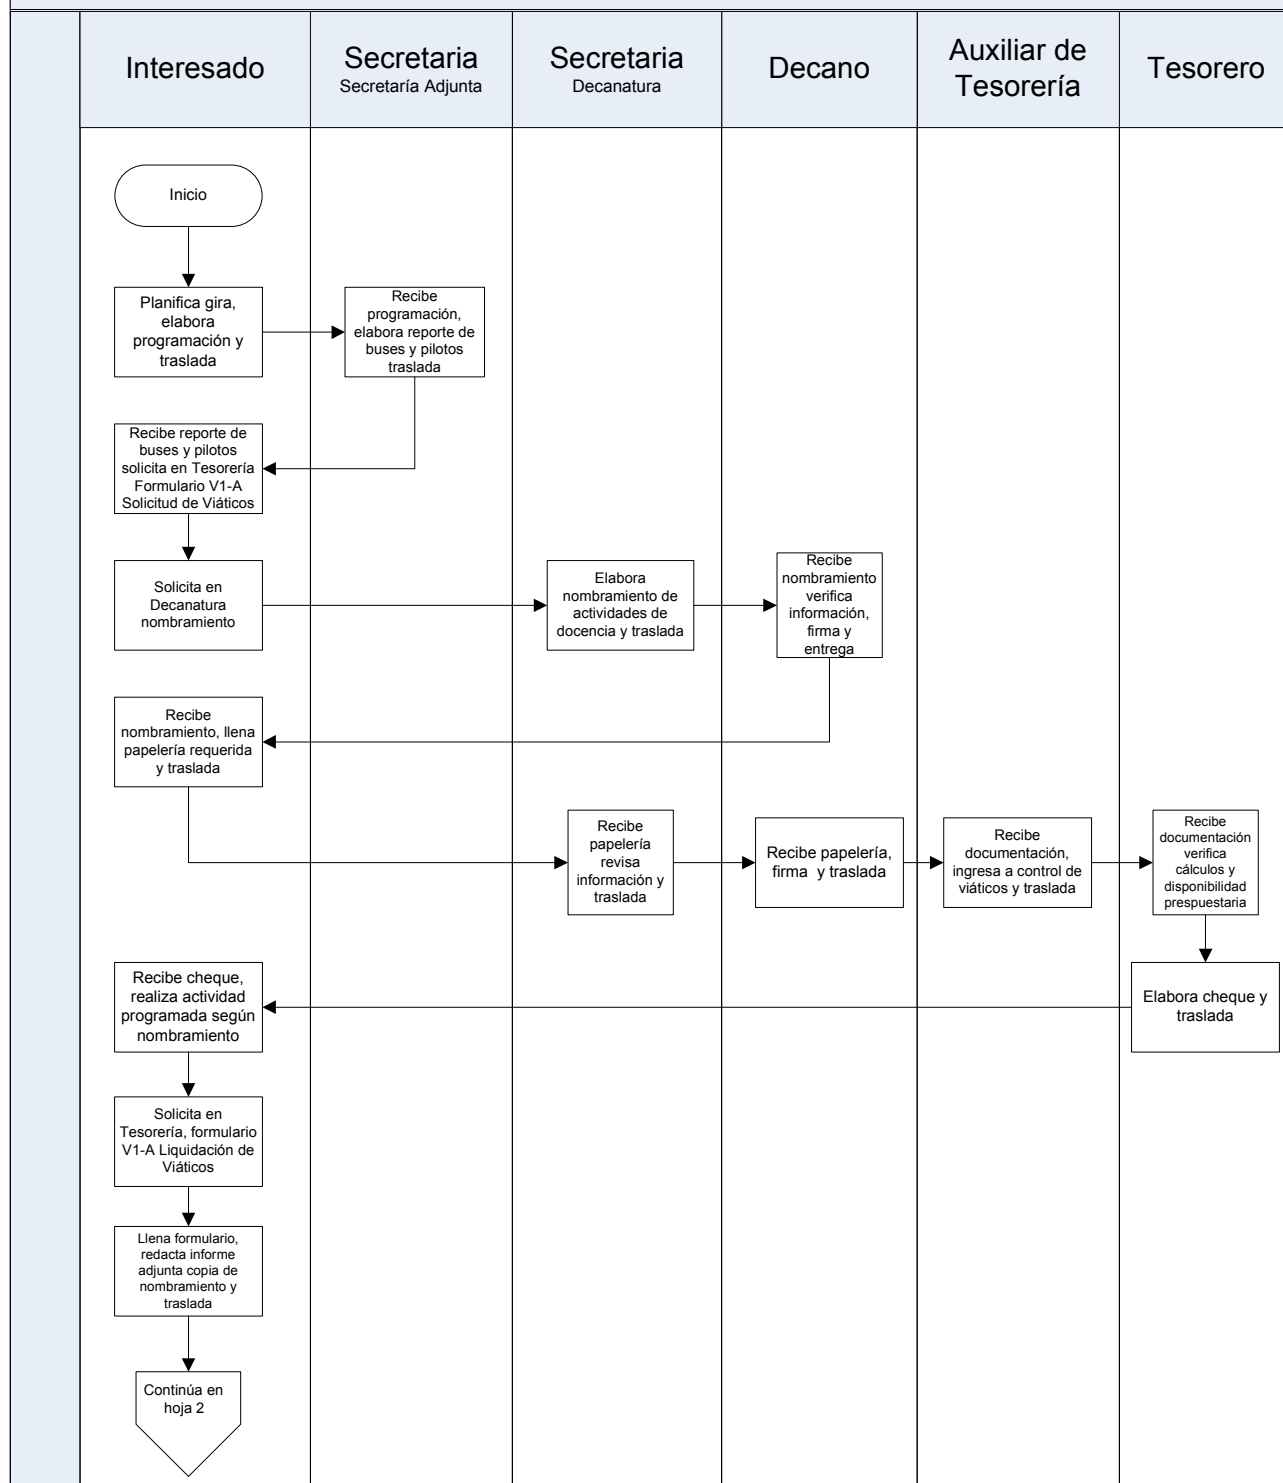 Interesado
Secretaria
Secretaría Adjunta
Secretaria
Decanatura
Decano
Auxiliar de
Tesorería
Tesorero
Inicio
Planifica gira,
elabora
programación y
traslada
Recibe
programación,
elabora reporte de
buses y pilotos
traslada
Recibe reporte de
buses y pilotos
solicita en Tesorería
Formulario V1-A
Solicitud de Viáticos
Solicita en
Decanatura
nombramiento
Elabora
nombramiento de
actividades de
docencia y traslada
Recibe
nombramiento
verifica
información,
firma y
entrega
Recibe
nombramiento, llena
papelería requerida
y traslada
Recibe
papelería
revisa
información y
traslada
Recibe papelería,
firma y traslada
Recibe
documentación,
ingresa a control de
viáticos y traslada
Recibe
documentación
verifica
cálculos y
disponibilidad
prespuestaria
Elabora cheque y
traslada
Recibe cheque,
realiza actividad
programada según
nombramiento
Solicita en
Tesorería, formulario
V1-A Liquidación de
Viáticos
Llena formulario,
redacta informe
adjunta copia de
nombramiento y
traslada
Continúa en
hoja 2